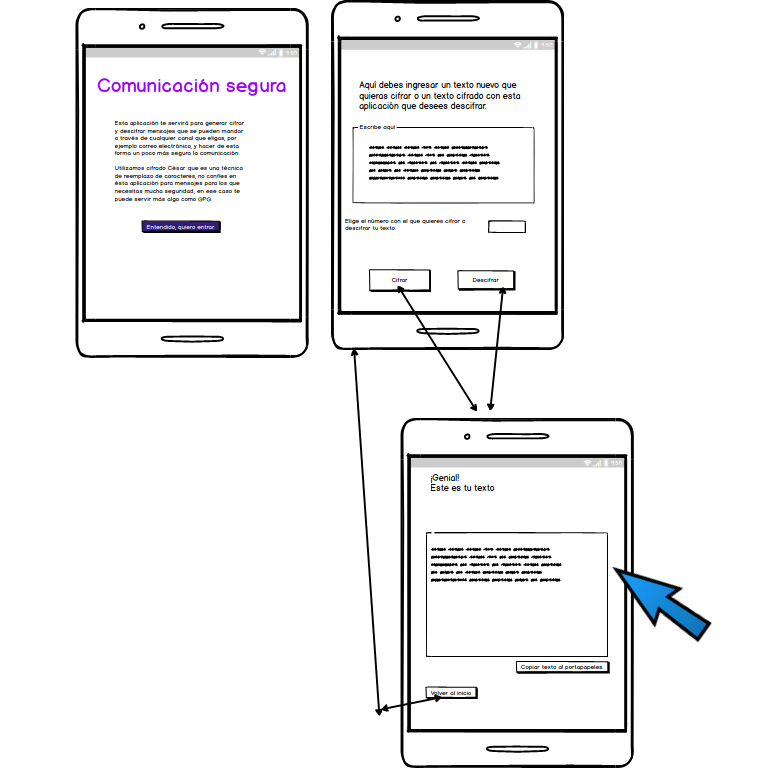 Comunicación segura
Esta aplicación te servirá para generar cifrar
y descifrar mensajes que se pueden mandar
a través de cualquier canal que elijas, por
ejemplo correo electrónico, y hacer de esta
forma un poco más segura la comunicación.
Utilizamos cifrado César que es una técnica
de reemplazo de caracteres, no confíes en
ésta aplicación para mensajes para los que
necesitas mucha seguridad, en ese caso te
puede servir más algo como GPG.
Entendido, quiero entrar
Aquí debes ingresar un texto nuevo que
quieras cifrar o un texto cifrado con esta
aplicación que desees descifrar.
Escribe aquí
Elige el número con el que quieres cifrar o
descifrar tu texto:
Cifrar
Descifrar
¡Genial!
Este es tu texto
Copiar texto al portapapeles
Volver al inicio